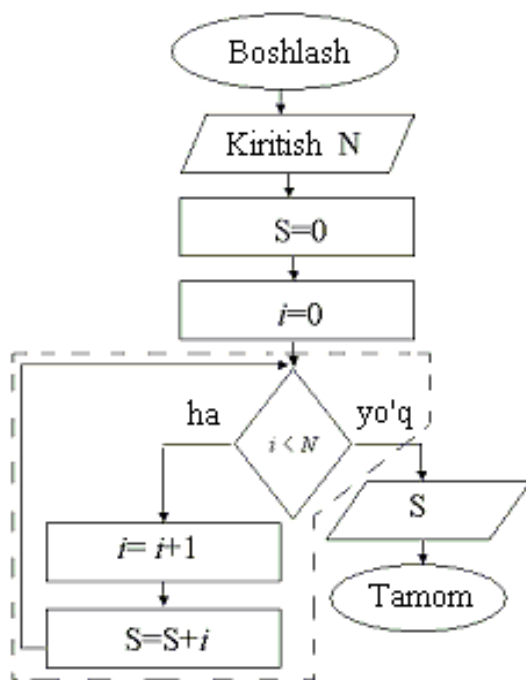 Boshlash
Kiritish N
S=0
i=0
ha
yo'q
i < N
S
i= i+1
Tamom
S=S+i